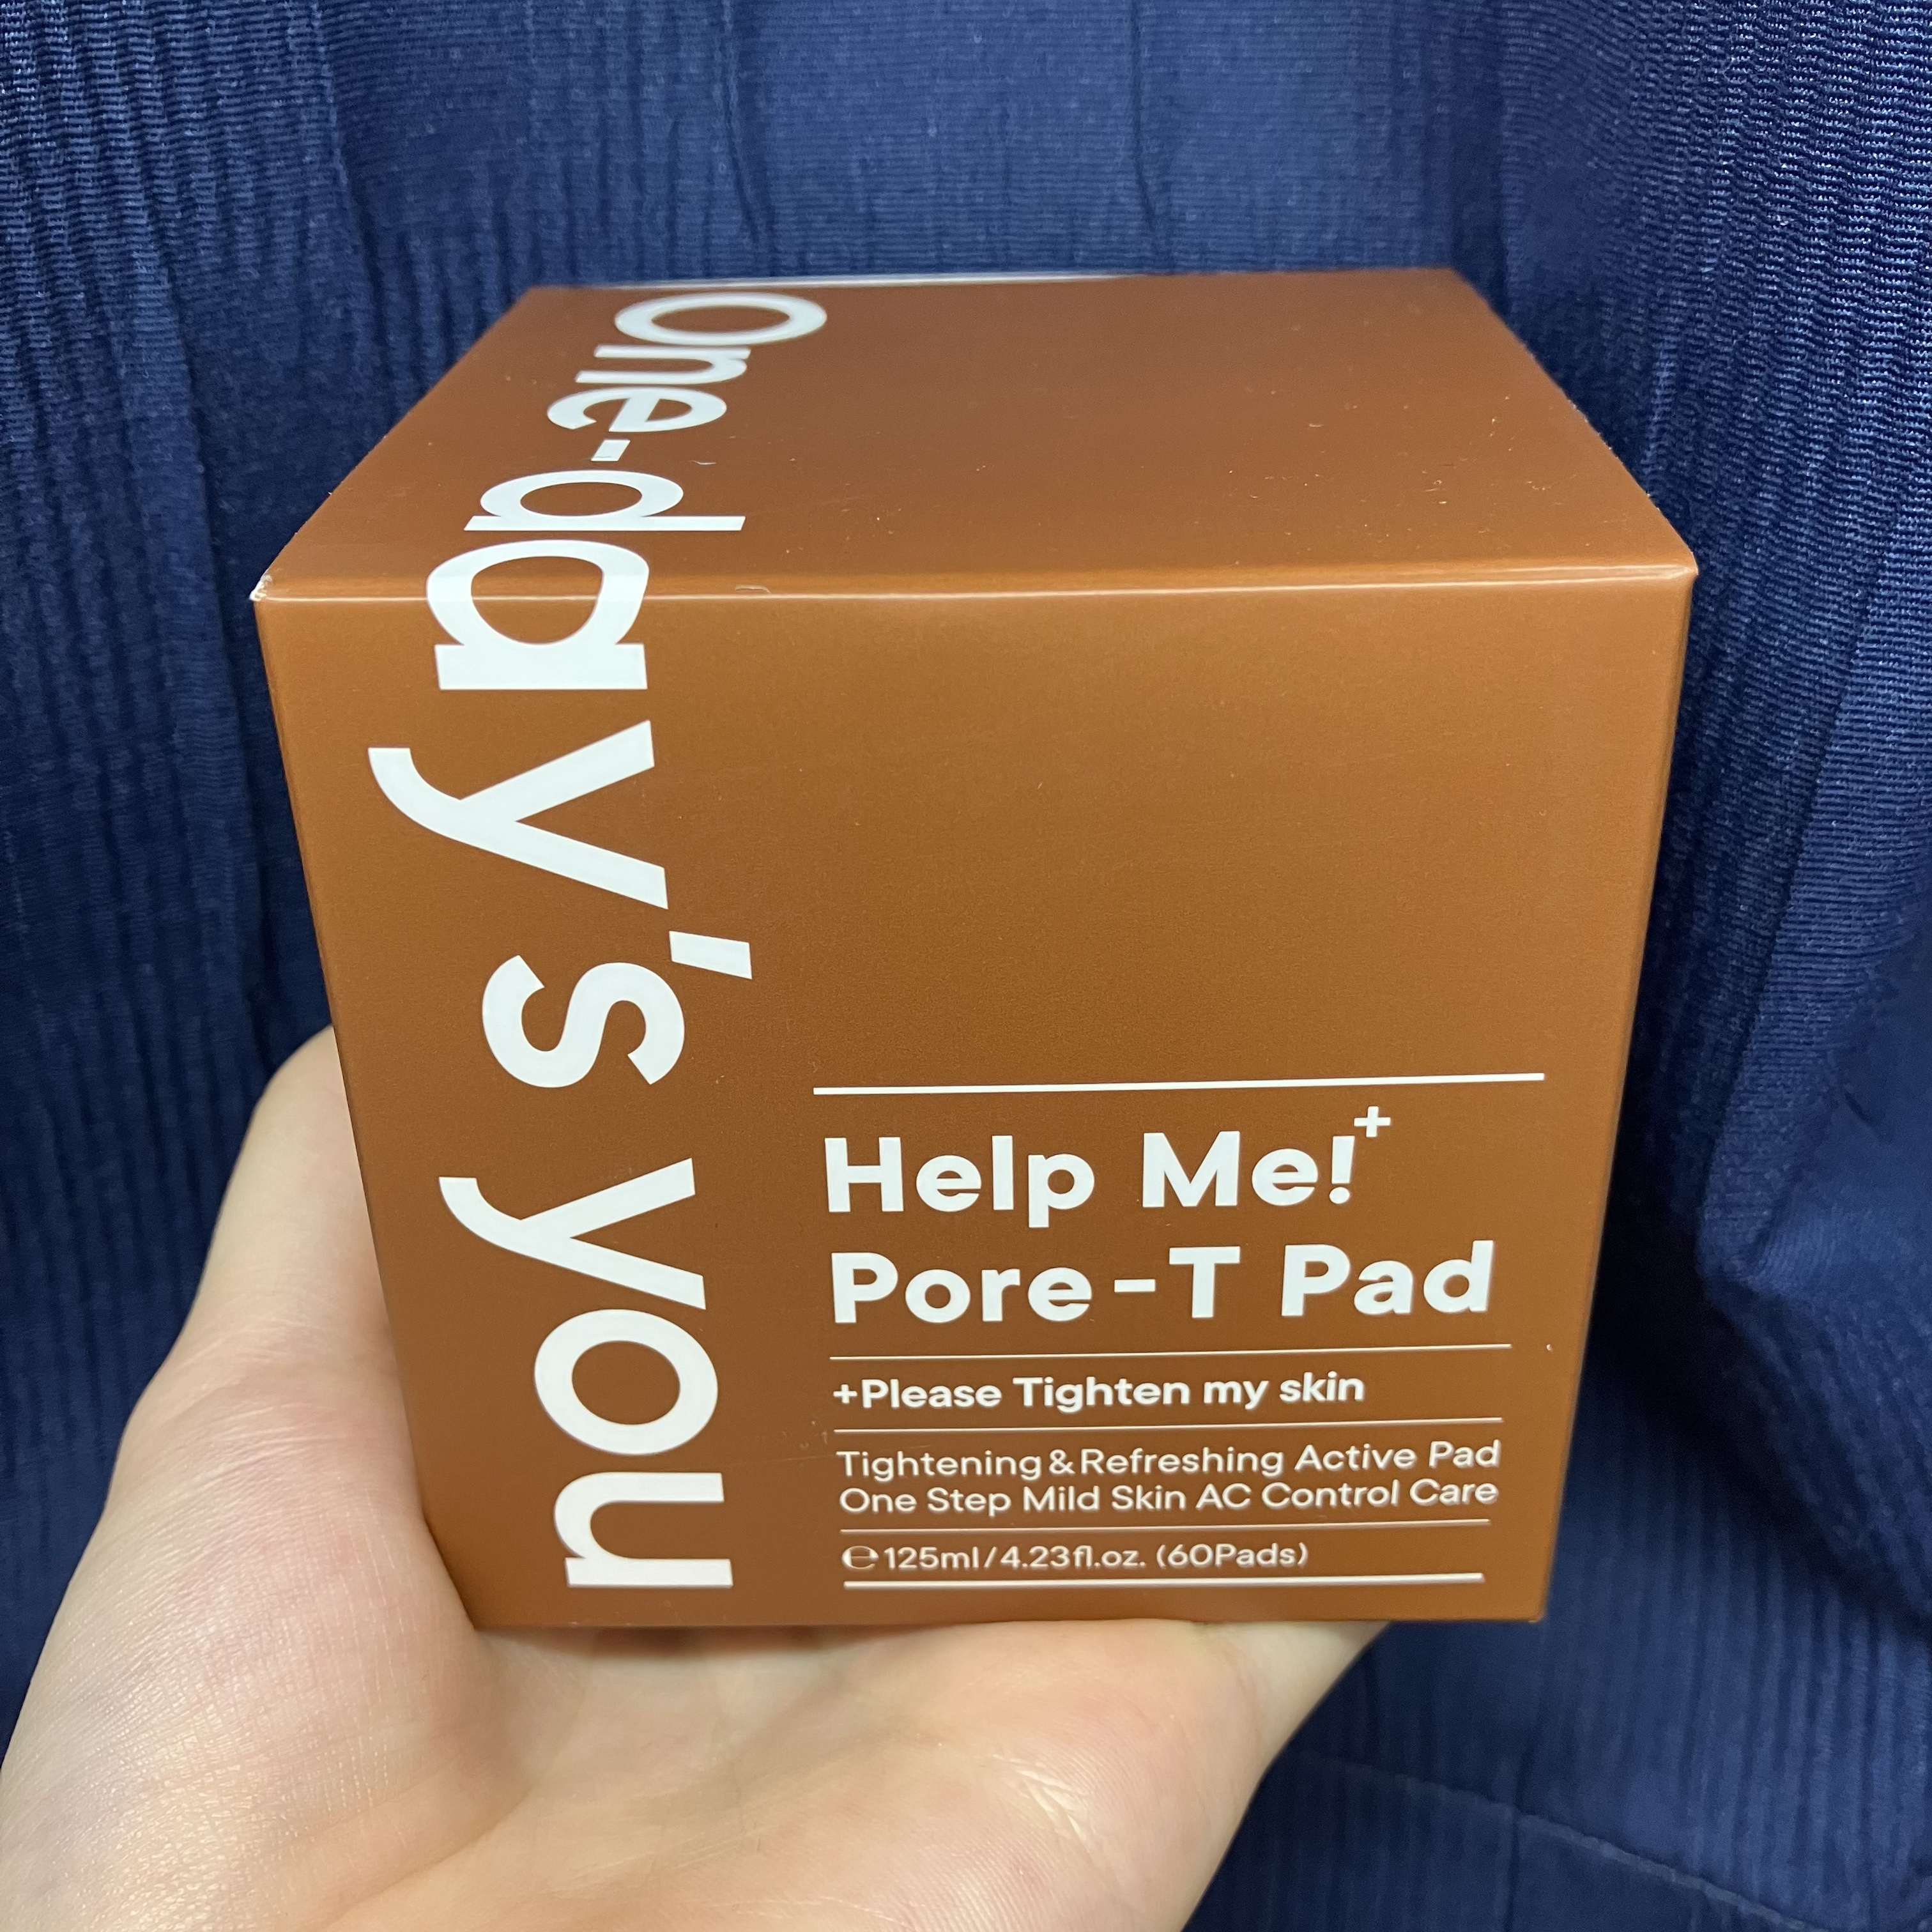 One-day's you
Help Me!+
Pore-T Pad
+Please Tighten my skin
Tightening & Refreshing Active Pad
One Step Mild Skin AC Control Care
℮ 125ml / 4.23fl.oz. (60Pads)